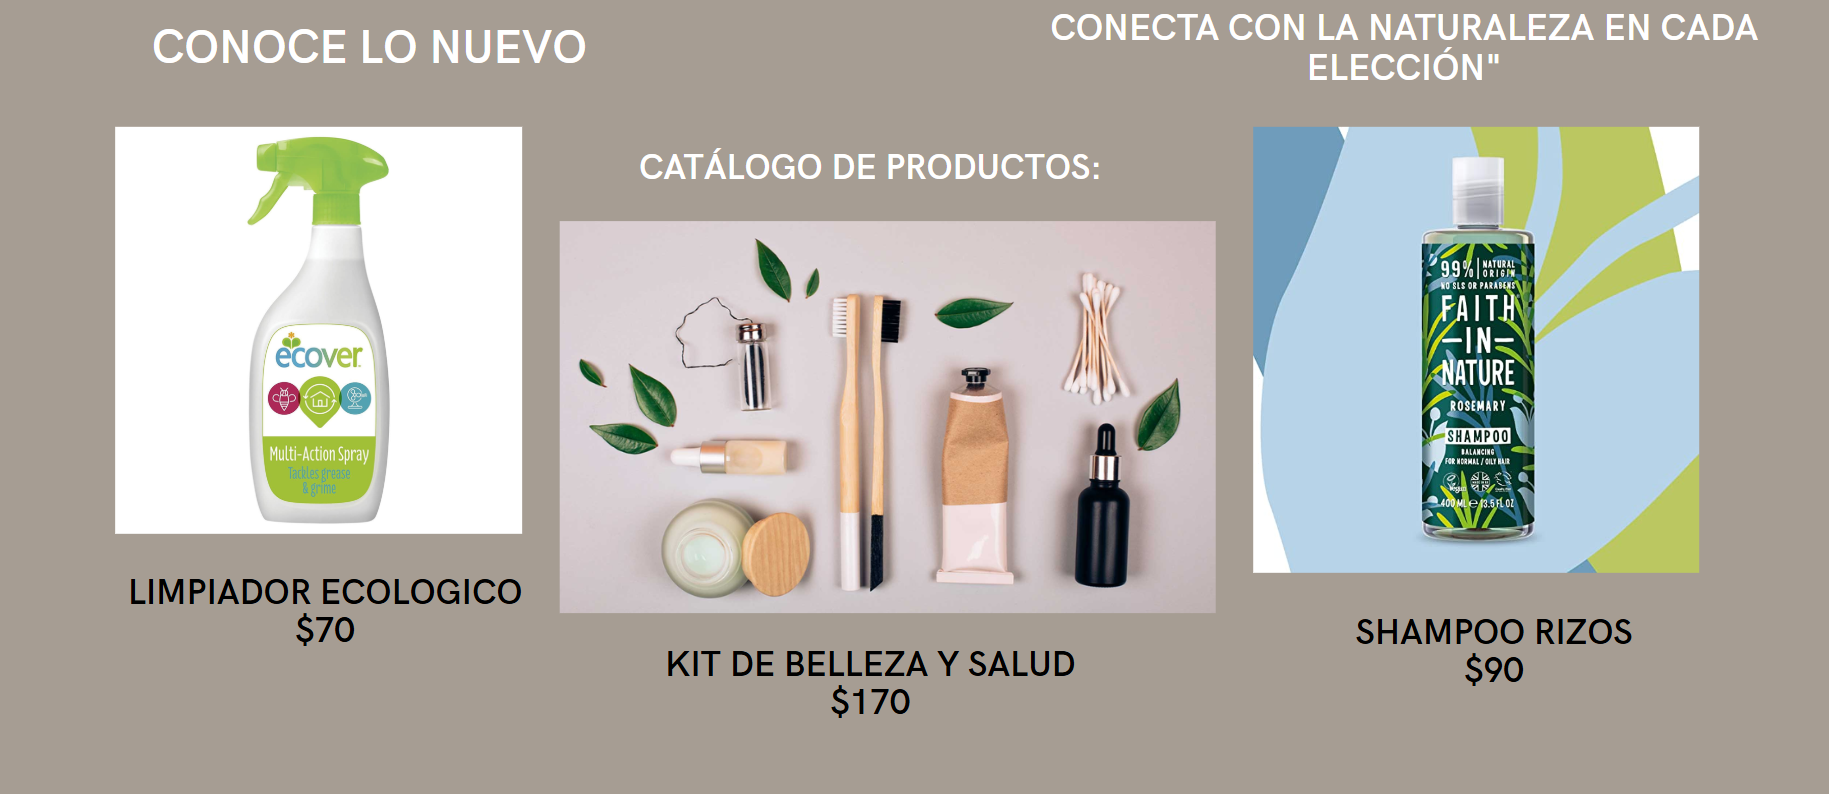 CONOCE LO NUEVO
CONECTA CON LA NATURALEZA EN CADA
ELECCIÓN"
CATÁLOGO DE PRODUCTOS:
ecover
Multi-Action Spray
Tackles grease
& grime
LIMPIADOR ECOLOGICO
$70
KIT DE BELLEZA Y SALUD
$170
99% NATURAL
ORIGIN
NO SLS OR PARABENS
FAITH
IN
NATURE
ROSEMARY
SHAMPOO
BALANCING
FOR NORMAL / OILY HAIR
400 ML e 13.5 FL OZ
SHAMPOO RIZOS
$90